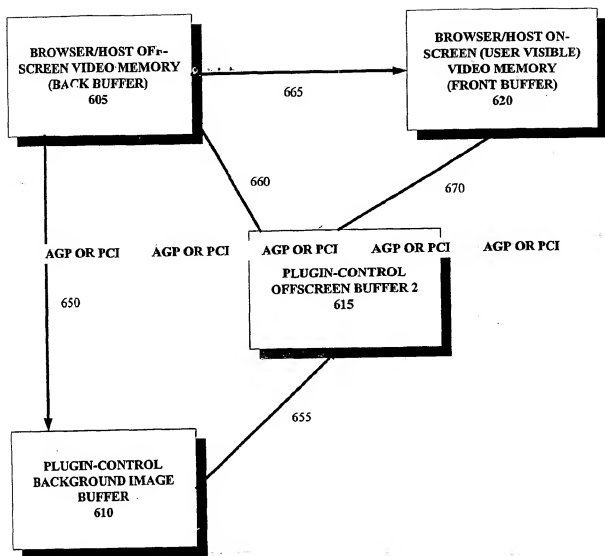 BROWSER/HOST OFF-
SCREEN VIDEO MEMORY
(BACK BUFFER)
605
BROWSER/HOST ON-
SCREEN (USER VISIBLE)
VIDEO MEMORY
(FRONT BUFFER)
620
665
660
670
AGP OR PCI AGP OR PCI AGP OR PCI AGP OR PCI AGP OR PCI
PLUGIN-CONTROL
OFFSCREEN BUFFER 2
615
650
655
PLUGIN-CONTROL
BACKGROUND IMAGE
BUFFER
610